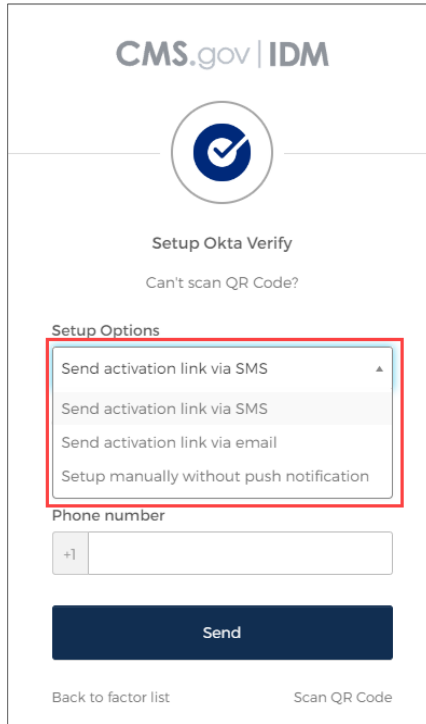 CMS.gov | IDM
Setup Okta Verify
Can't scan QR Code?
Setup Options
Send activation link via SMS
Send activation link via SMS
Send activation link via email
Setup manually without push notification
Phone number
+1
Send
Back to factor list Scan QR Code